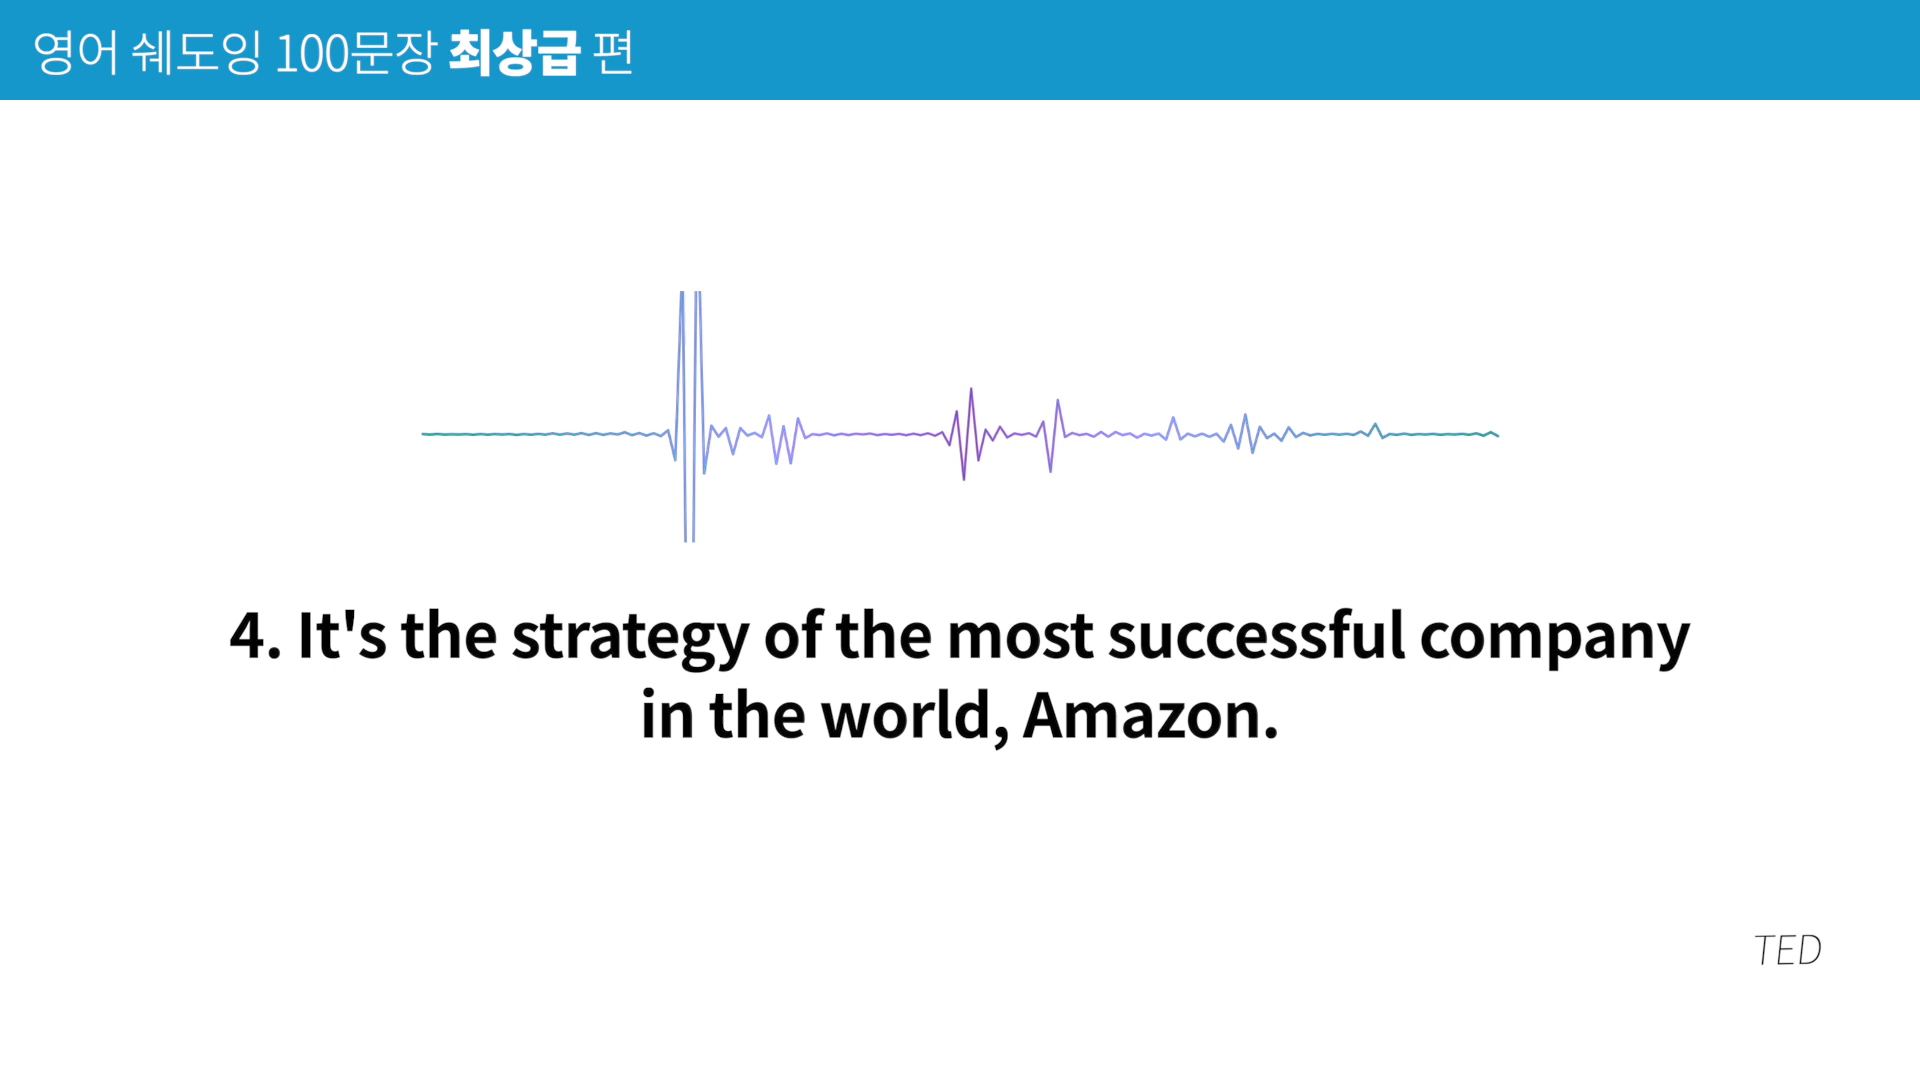 영어 쉐도잉 100문장 최상급 편
4. It's the strategy of the most successful company
in the world, Amazon.
TED